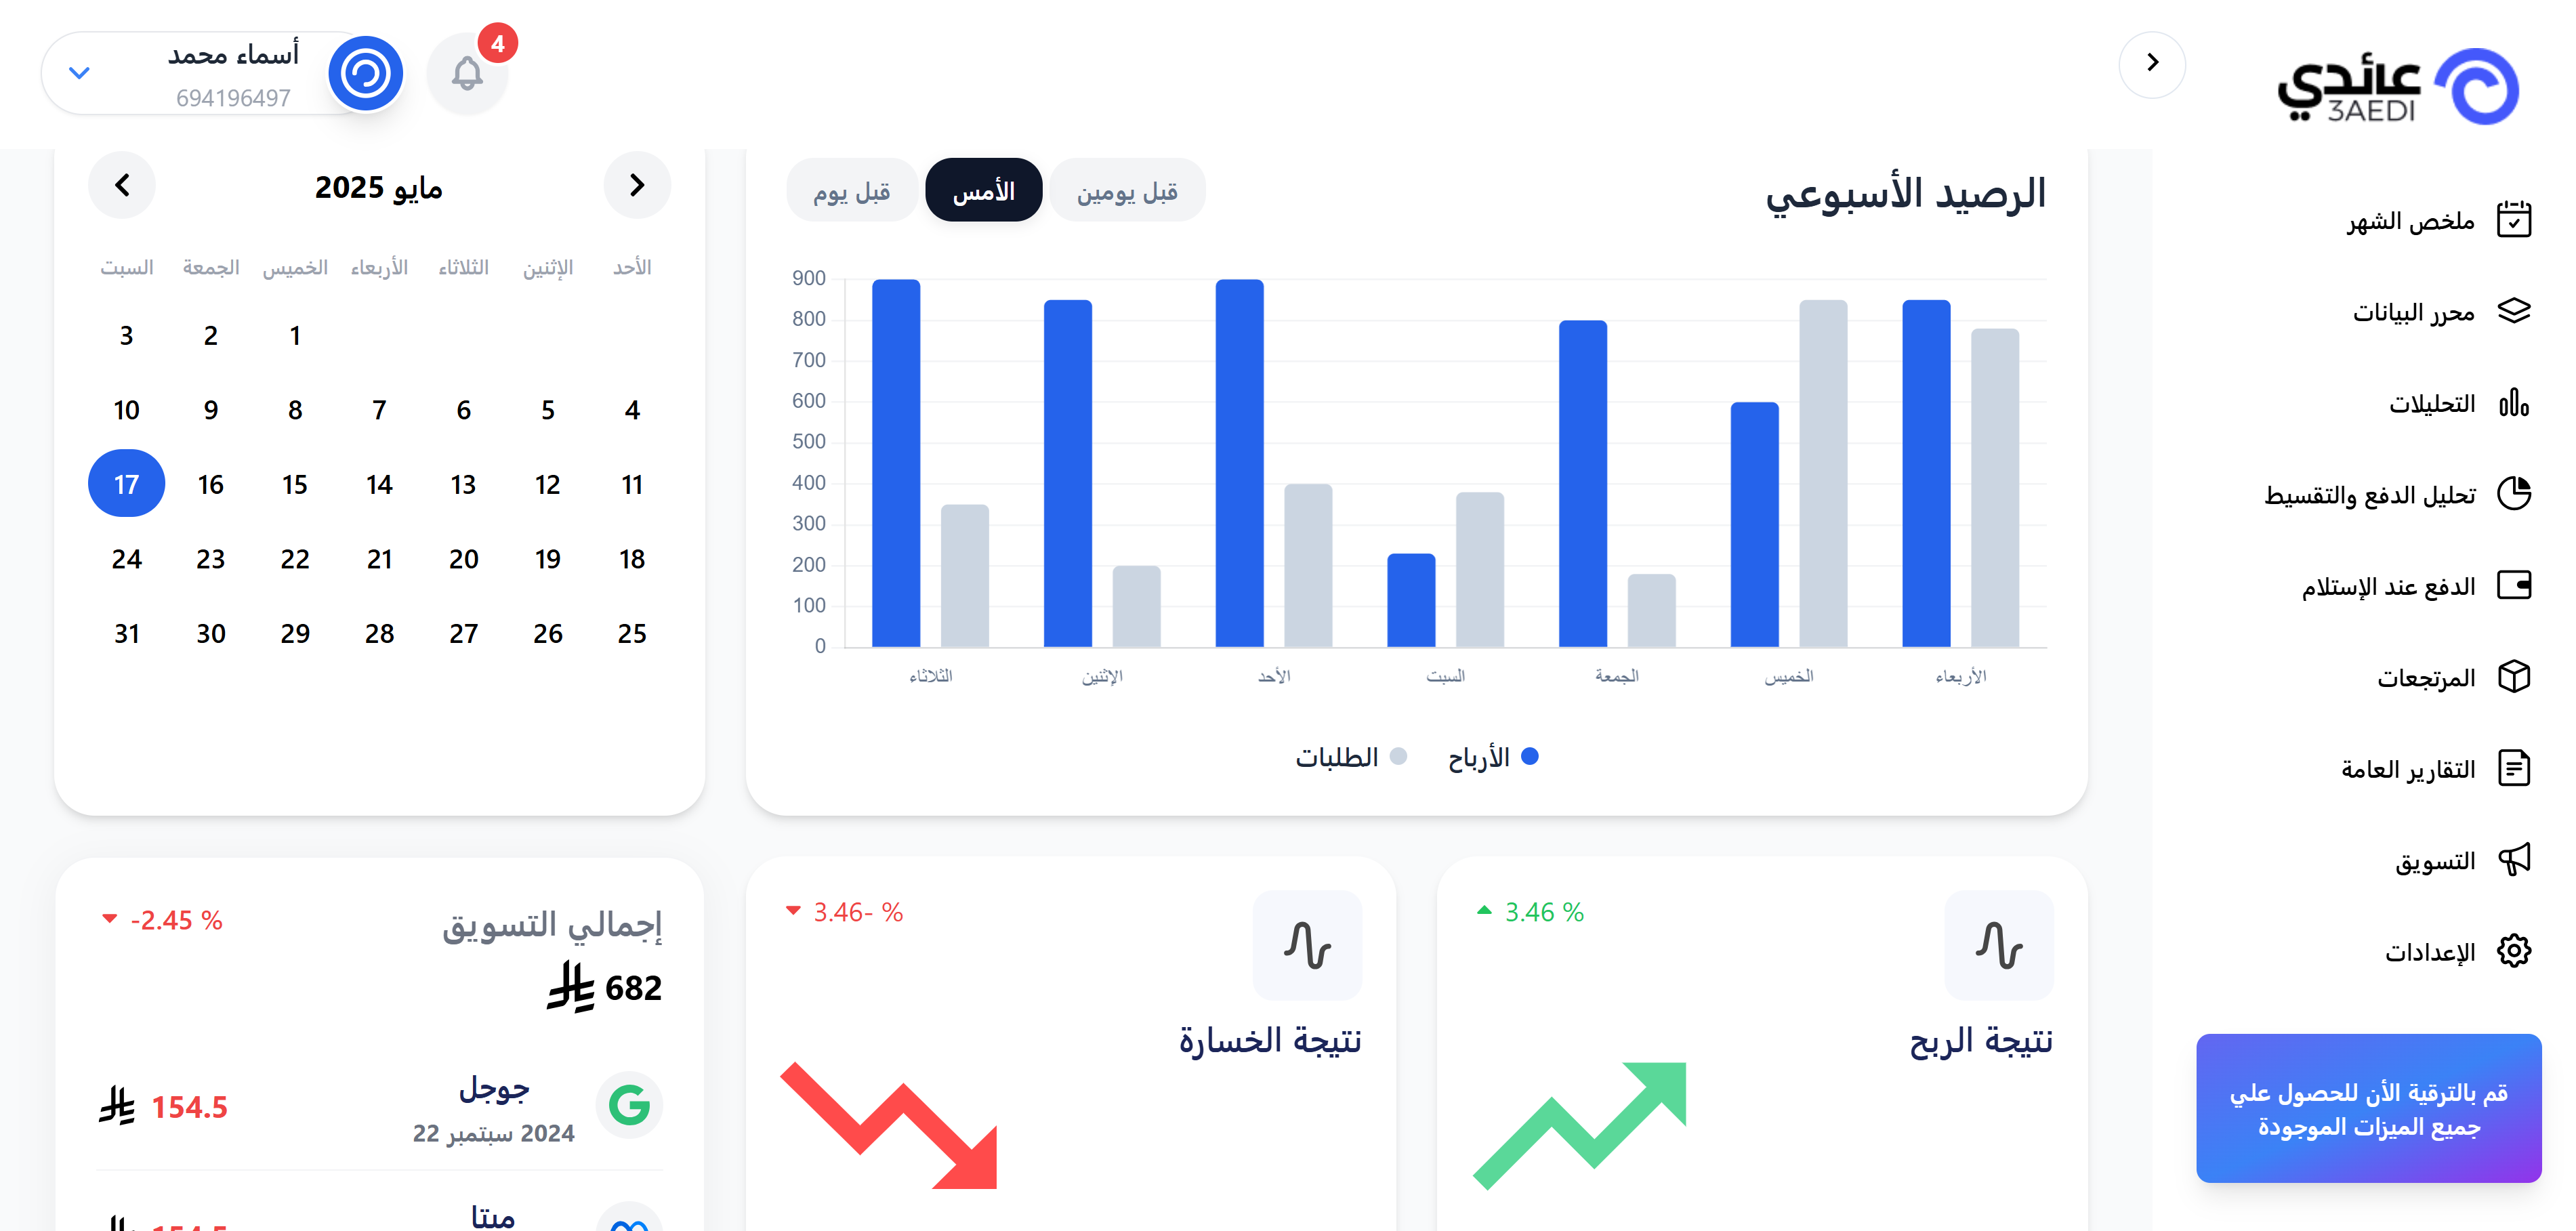 عائدي
3AEDI
4
أسماء محمد
694196497
ملخص الشهر
محرر البيانات
التحليلات
تحليل الدفع والتقسيط
الدفع عند الإستلام
المرتجعات
التقارير العامة
التسويق
الإعدادات
قم بالترقية الأن للحصول علي
جميع الميزات الموجودة
الرصيد الأسبوعي
قبل يومين
الأمس
قبل يوم
900
800
700
600
500
400
300
200
100
0
الأربعاء الخميس الجمعة السبت الأحد الإثنين الثلاثاء
الأرباح الطلبات
مايو 2025
الأحد الإثنين الثلاثاء الأربعاء الخميس الجمعة السبت
1 2 3
4 5 6 7 8 9 10
11 12 13 14 15 16 17
18 19 20 21 22 23 24
25 26 27 28 29 30 31
3.46 %
نتيجة الربح
3.46- %
نتيجة الخسارة
إجمالي التسويق
-2.45 %
682
جوجل
22 سبتمبر 2024
154.5
ميتا
154.5